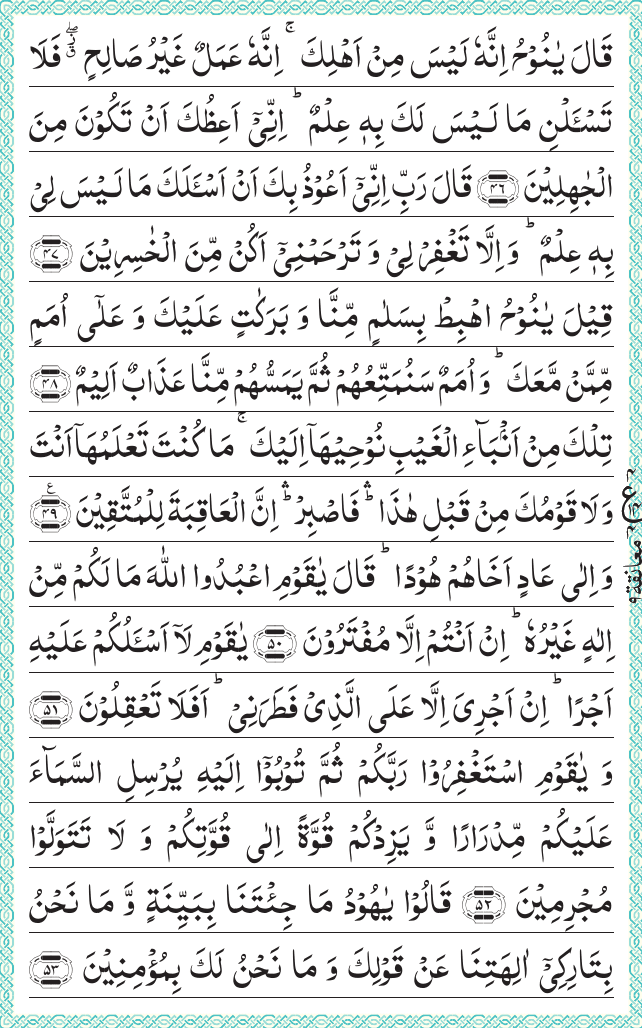 قَالَ يٰنُوۡحُ اِنَّهٗ لَيۡسَ مِنۡ اَهۡلِكَ ​ۚ اِنَّهٗ عَمَلٌ غَيۡرُ صَالِحٍ ​ۖ فَلَا
تَسۡـَٔلۡنِ مَا لَـيۡسَ لَكَ بِهٖ عِلۡمٌ​ ؕ اِنِّىۡۤ اَعِظُكَ اَنۡ تَكُوۡنَ مِنَ
الۡجٰهِلِيۡنَ‏ ﴿۴۶﴾ قَالَ رَبِّ اِنِّىۡۤ اَعُوۡذُ بِكَ اَنۡ اَسۡـَٔلَكَ مَا لَـيۡسَ لِىۡ
بِهٖ عِلۡمٌ​ؕ وَاِلَّا تَغۡفِرۡ لِىۡ وَ تَرۡحَمۡنِىۡۤ اَكُنۡ مِّنَ الۡخٰسِرِيۡنَ‏ ﴿۴۷﴾
قِيۡلَ يٰنُوۡحُ اهۡبِطۡ بِسَلٰمٍ مِّنَّا وَ بَرَكٰتٍ عَلَيۡكَ وَ عَلٰٓى اُمَمٍ
مِّمَّنۡ مَّعَكَ​ؕ وَاُمَمٌ سَنُمَتِّعُهُمۡ ثُمَّ يَمَسُّهُمۡ مِّنَّا عَذَابٌ اَلِيۡمٌ‏ ﴿۴۸﴾
تِلۡكَ مِنۡ اَنۡۢبَآءِ الۡغَيۡبِ نُوۡحِيۡهَاۤ اِلَيۡكَ​ۚ مَا كُنۡتَ تَعۡلَمُهَاۤ اَنۡتَ
وَلَا قَوۡمُكَ مِنۡ قَبۡلِ هٰذَا ​ۛؕ فَاصۡبِرۡ​ ۛؕ اِنَّ الۡعَاقِبَةَ لِلۡمُتَّقِيۡنَ ﴿۴۹﴾ ع
وَاِلٰى عَادٍ اَخَاهُمۡ هُوۡدًا​ ؕ قَالَ يٰقَوۡمِ اعۡبُدُوا اللّٰهَ مَا لَكُمۡ مِّنۡ
اِلٰهٍ غَيۡرُهٗ​ ؕ اِنۡ اَنۡتُمۡ اِلَّا مُفۡتَرُوۡنَ‏ ﴿۵۰﴾ يٰقَوۡمِ لَاۤ اَسۡـَٔلُكُمۡ عَلَيۡهِ
اَجۡرًا​ ؕ اِنۡ اَجۡرِىَ اِلَّا عَلَى الَّذِىۡ فَطَرَنِىۡ ​ؕ اَفَلَا تَعۡقِلُوۡنَ‏ ﴿۵۱﴾
وَ يٰقَوۡمِ اسۡتَغۡفِرُوۡا رَبَّكُمۡ ثُمَّ تُوۡبُوۡۤا اِلَيۡهِ يُرۡسِلِ السَّمَآءَ
عَلَيۡكُمۡ مِّدۡرَارًا وَّ يَزِدۡكُمۡ قُوَّةً اِلٰى قُوَّتِكُمۡ وَ لَا تَتَوَلَّوۡا
مُجۡرِمِيۡنَ‏ ﴿۵۲﴾ قَالُوۡا يٰهُوۡدُ مَا جِئۡتَنَا بِبَيِّنَةٍ وَّ مَا نَحۡنُ
بِتَارِكِىۡۤ اٰلِهَـتِنَا عَنۡ قَوۡلِكَ وَ مَا نَحۡنُ لَكَ بِمُؤۡمِنِيۡنَ‏ ﴿۵۳﴾
معانقة